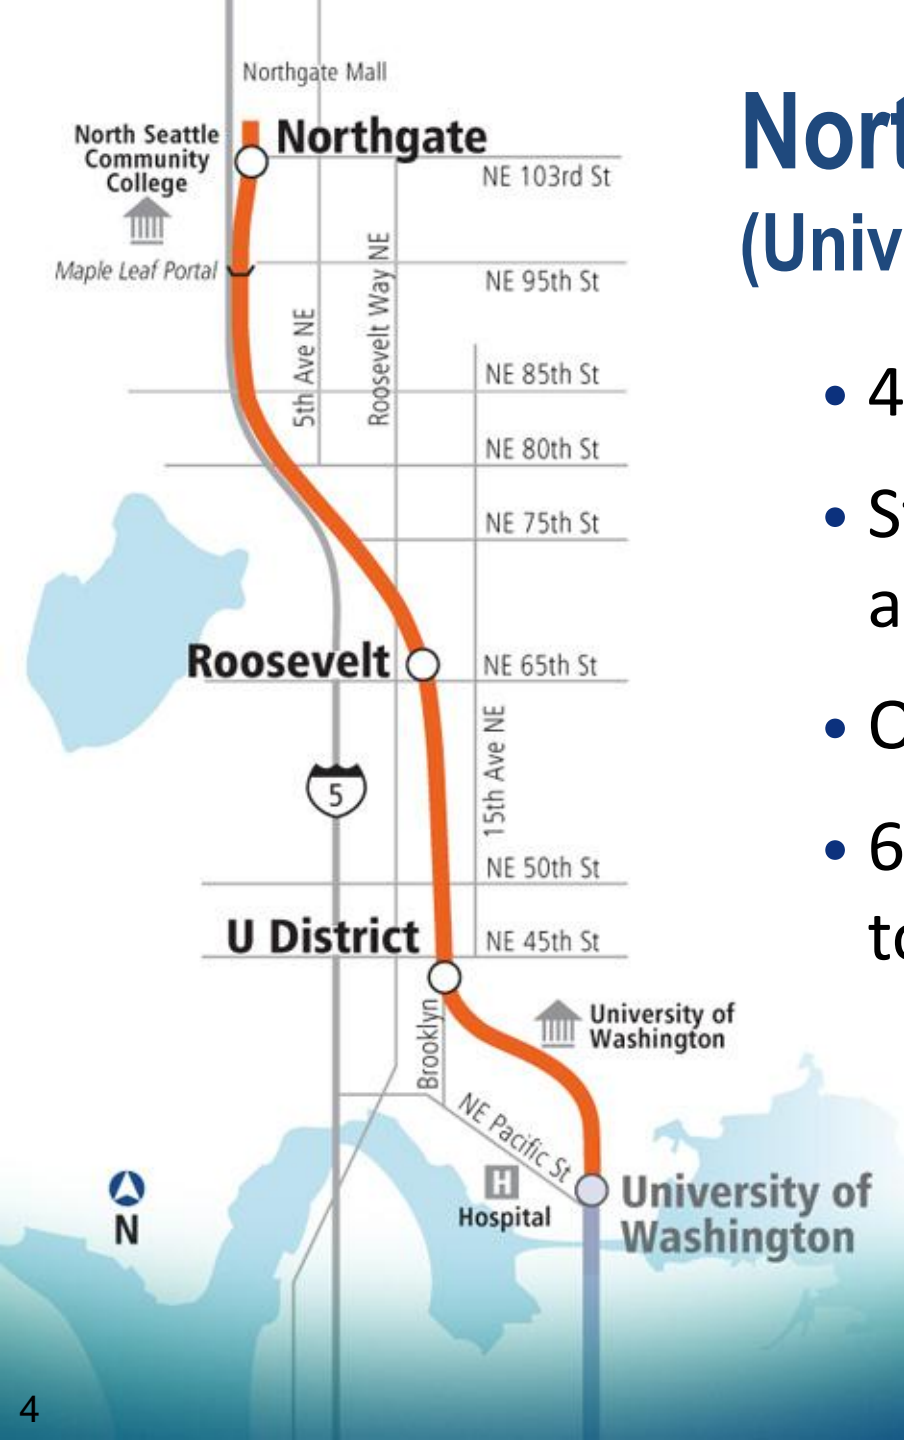 Northgate Mall
North Seattle
Community
College
Northgate
NE 103rd St
Maple Leaf Portal
NE 95th St
5th Ave NE
Roosevelt Way NE
NE 85th St
NE 80th St
NE 75th St
Roosevelt
NE 65th St
15th Ave NE
5
NE 50th St
U District
NE 45th St
Brooklyn
University of
Washington
NE Pacific St
H
Hospital
University of
Washington
N
4
Nort
(Univ
• 4
• St
a
• O
• 6
to